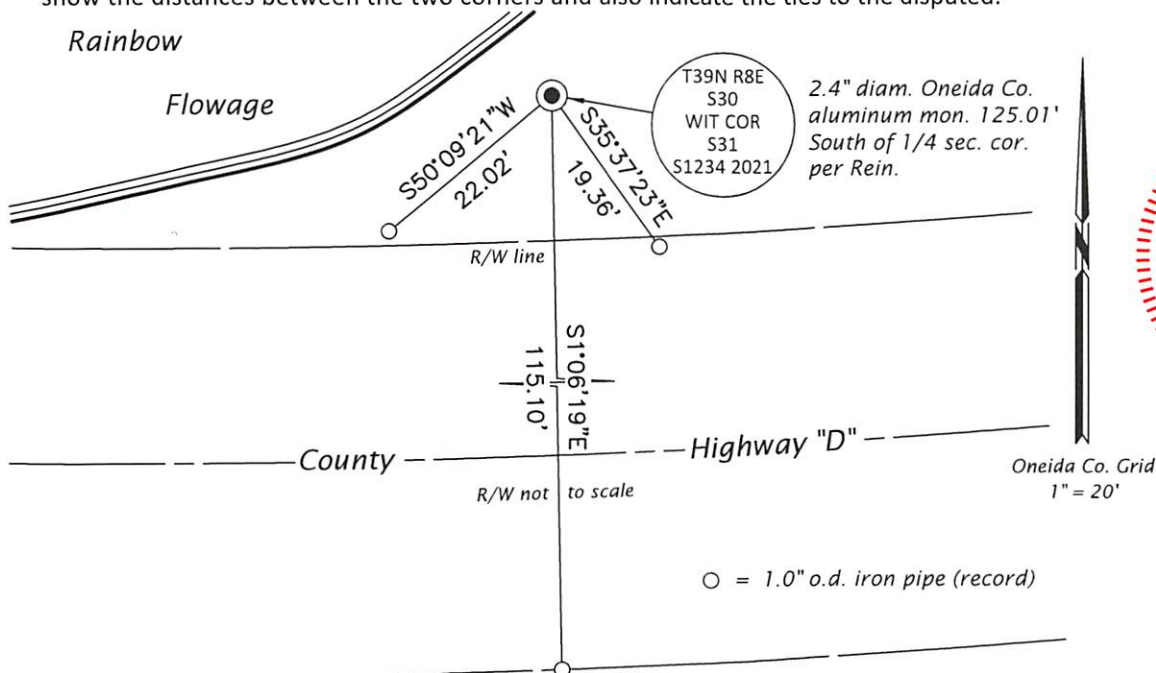 show the distances between the two corners and also indicate the ties to the disputed.
Rainbow
Flowage
T39N R8E
S30
WIT COR
S31
S1234 2021
2.4" diam. Oneida Co.
aluminum mon. 125.01'
South of 1/4 sec. cor.
per Rein.
S50°09'21"W
22.02'
S35°37'23"E
19.36'
R/W line
N
S1°06'19"E
115.10'
County
Highway "D"
R/W not to scale
Oneida Co. Grid
1" = 20'
O = 1.0" o.d. iron pipe (record)